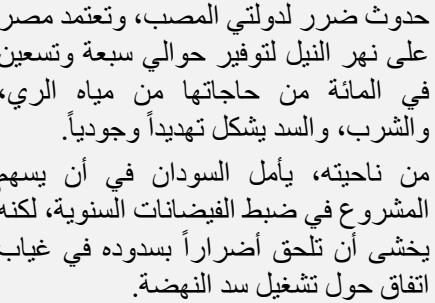 حدوث ضرر لدولتي المصب، وتعتمد مصر
على نهر النيل لتوفير حوالي سبعة وتسعين
في المائة من حاجاتها من مياه الري،
والشرب، والسد يشكل تهديداً وجودياً.
من ناحيته، يأمل السودان في أن يسهم
المشروع في ضبط الفيضانات السنوية، لكنه
يخشى أن تلحق أضراراً بسدوده في غياب
اتفاق حول تشغيل سد النهضة.